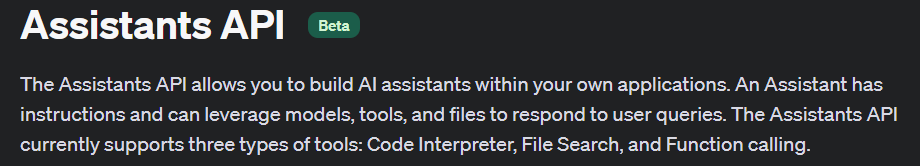 Assistants API Beta
The Assistants API allows you to build AI assistants within your own applications. An Assistant has
instructions and can leverage models, tools, and files to respond to user queries. The Assistants API
currently supports three types of tools: Code Interpreter, File Search, and Function calling.